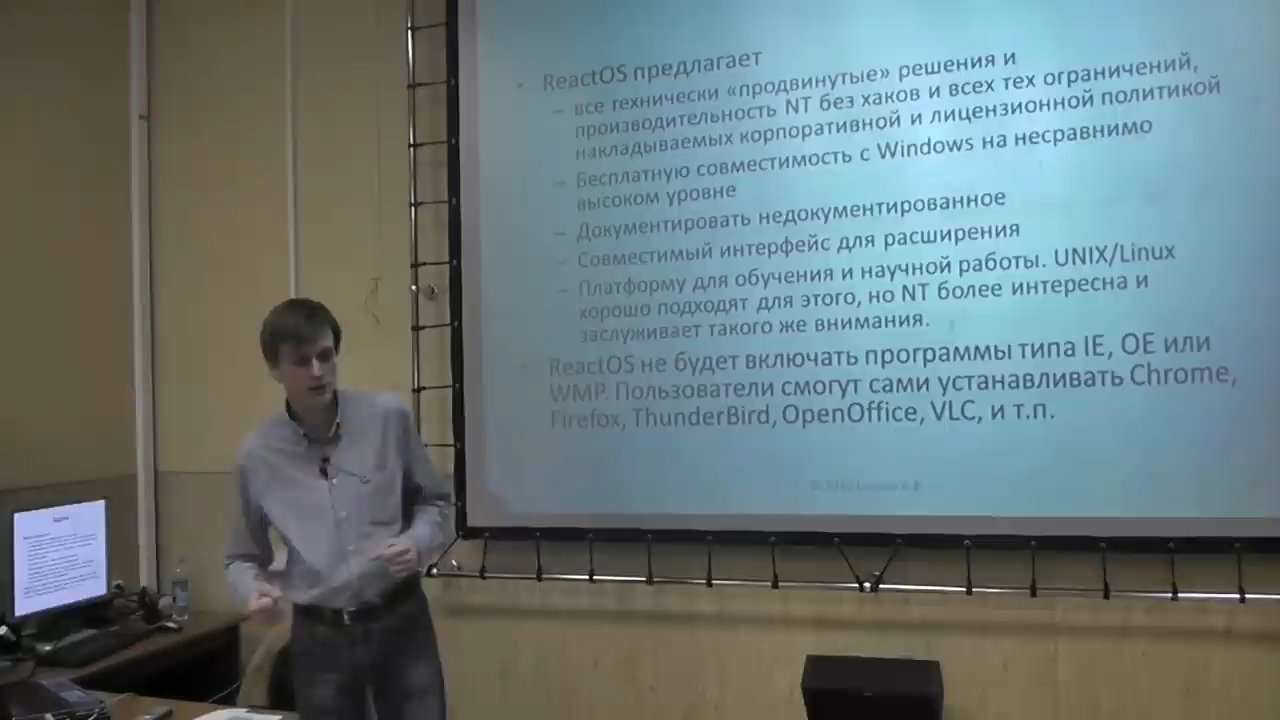 • ReactOS предлагает
– все технически «продвинутые» решения и
производительность NT без хаков и всех тех ограничений,
накладываемых корпоративной и лицензионной политикой
– Бесплатную совместимость с Windows на несравнимо
высоком уровне
– Документировать недокументированное
– Совместимый интерфейс для расширения
– Платформу для обучения и научной работы. UNIX/Linux
хорошо подходят для этого, но NT более интересна и
заслуживает такого же внимания.
• ReactOS не будет включать программы типа IE, OE или
WMP. Пользователи смогут сами устанавливать Chrome,
Firefox, ThunderBird, OpenOffice, VLC, и т.п.